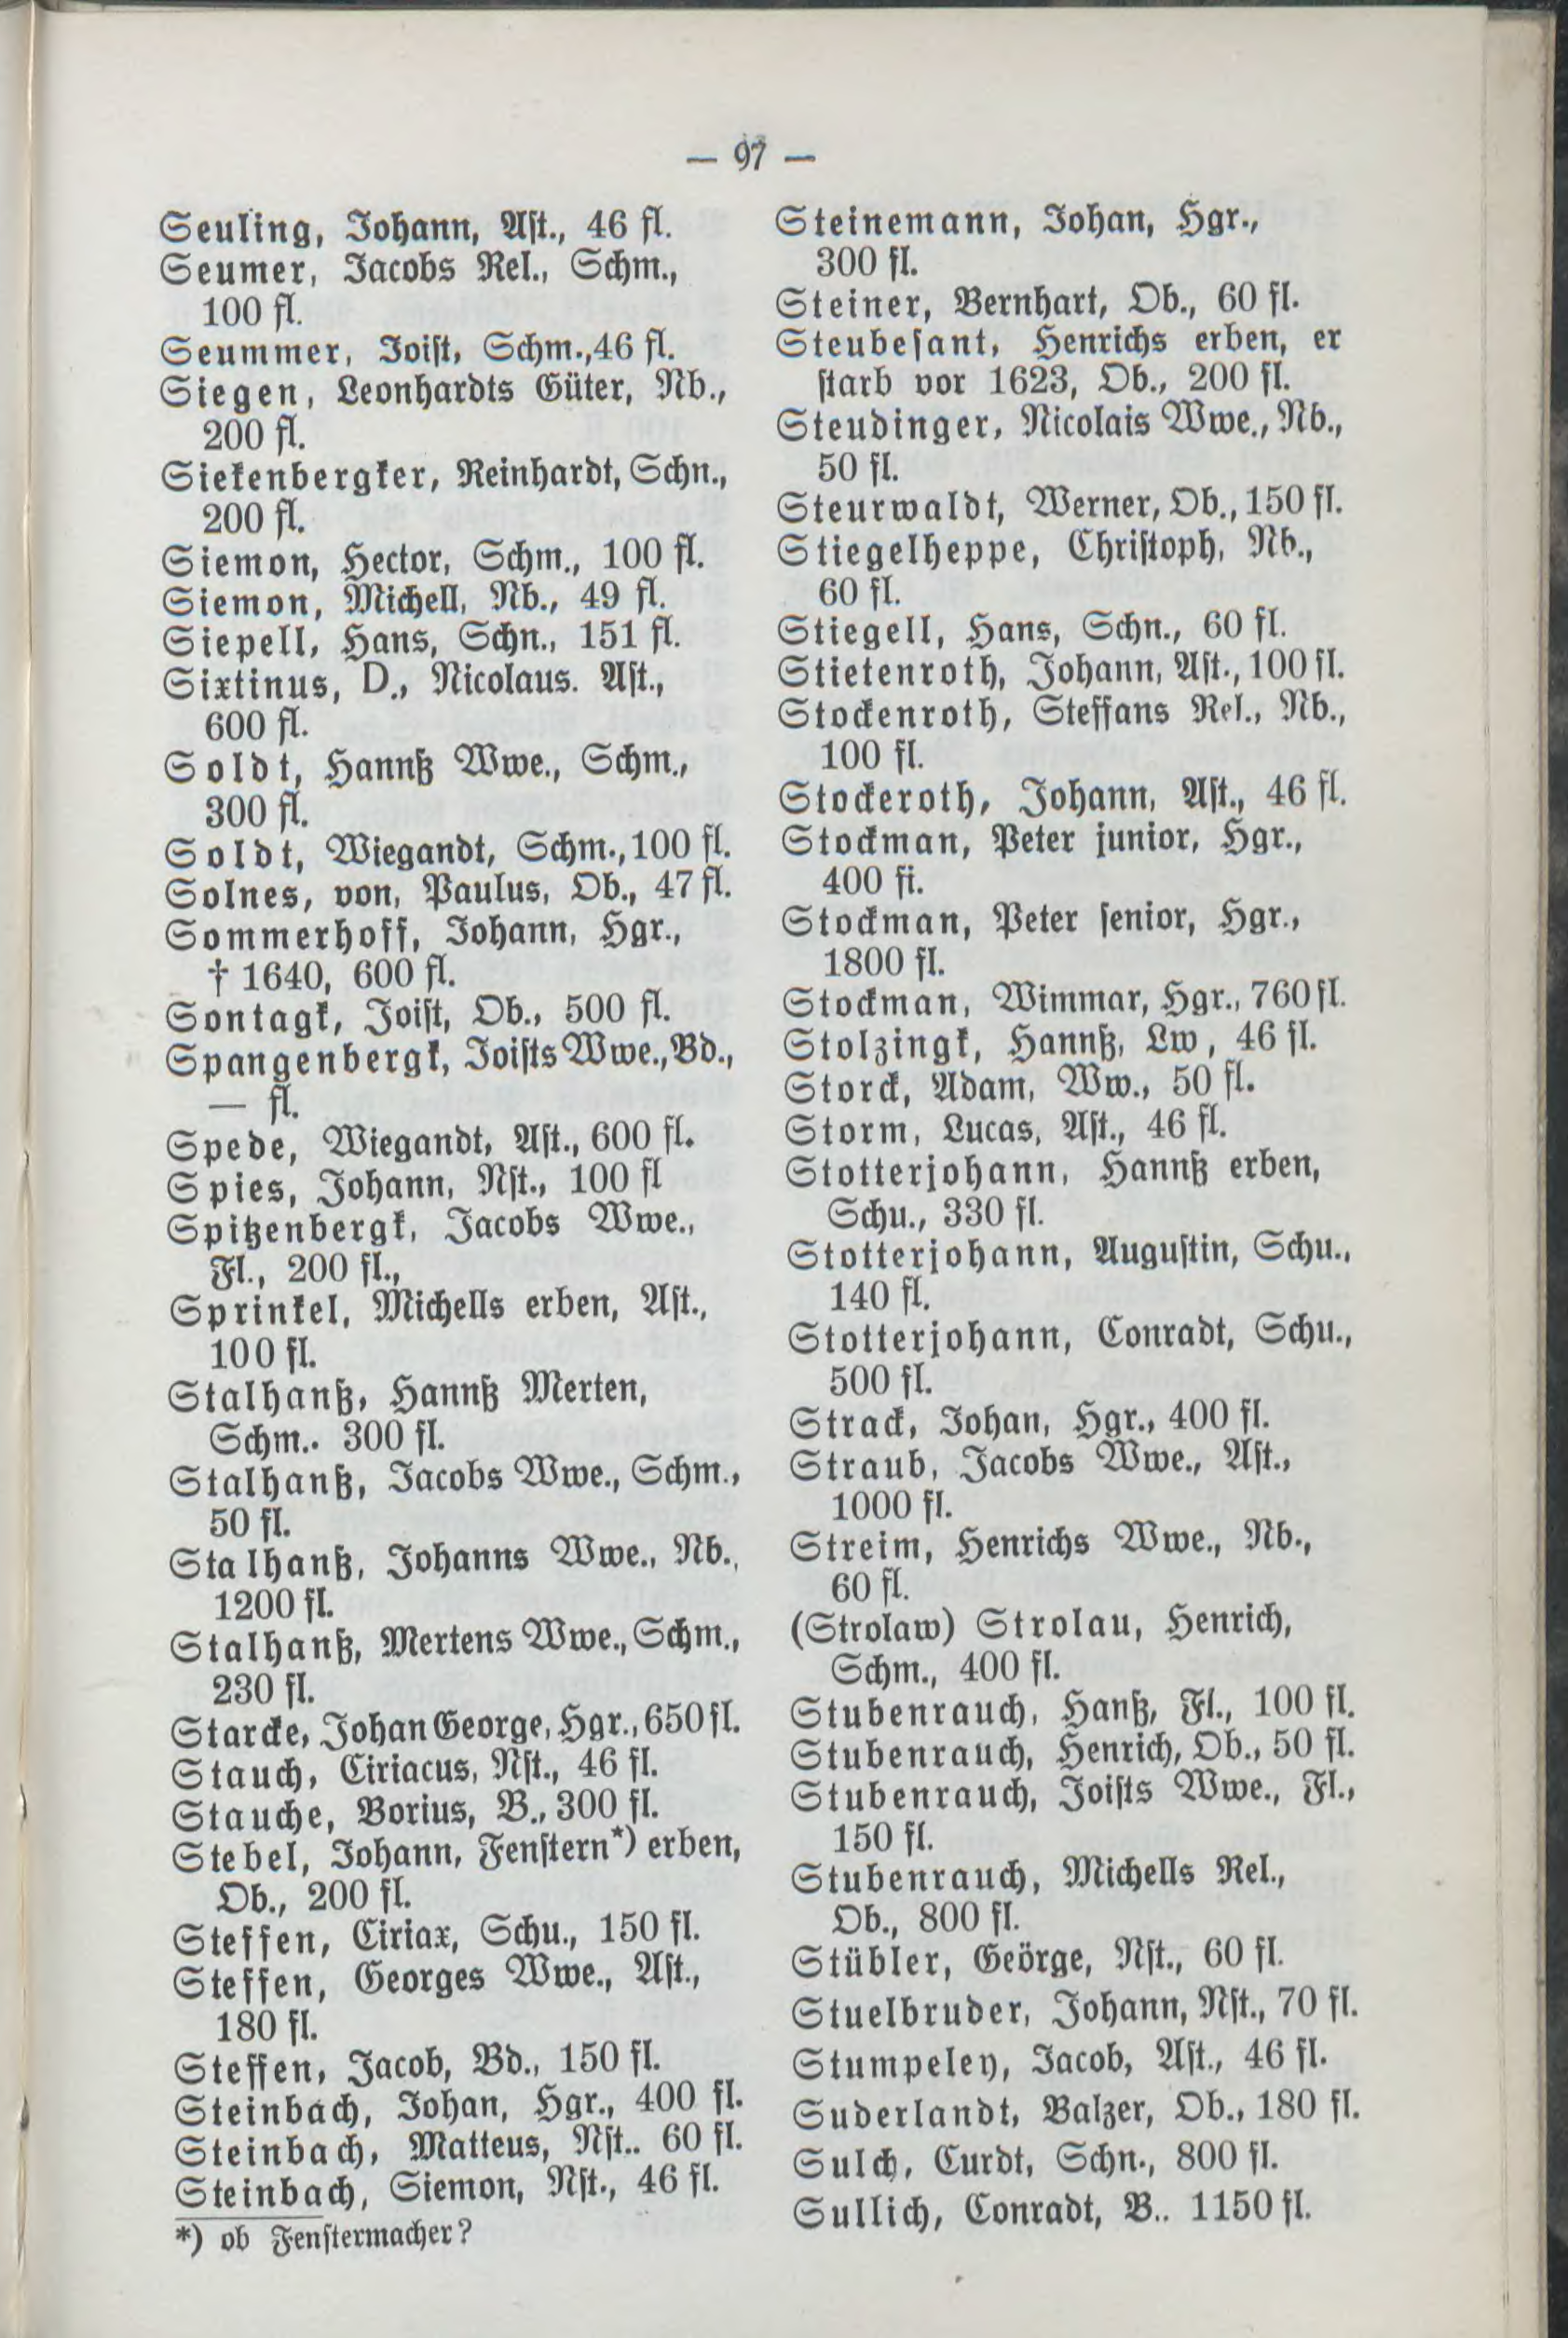 — 97 —
Seuling, Johann, Aſt., 46 fl.
Seumer, Jacobs Rel., Schm.,
100 fl.
Seummer, Joiſt, Schm., 46 fl.
Siegen, Leonhardts Güter, Nb.,
200 fl.
Siekenbergker, Reinhardt, Schn.,
200 fl.
Siemon, Hector, Schm., 100 fl.
Siemon, Michell, Nb., 49 fl.
Siepell, Hans, Schn., 151 fl.
Sixtinus, D., Nicolaus. Aſt.,
600 fl.
Soldt, Hannß Wwe., Schm.,
300 fl.
Soldt, Wiegandt, Schm., 100 fl.
Solnes, von, Paulus, Ob., 47 fl.
Sommerhoff, Johann, Hgr.,
† 1640, 600 fl.
Sontagk, Joiſt, Ob., 500 fl.
Spangenbergk, Joiſts Wwe., Bd.,
— fl.
Spede, Wiegandt, Aſt., 600 fl.
Spies, Johann, Nſt., 100 fl
Spitzenbergk, Jacobs Wwe.,
Fl., 200 fl.,
Sprinkel, Michells erben, Aſt.,
100 fl.
Stalhanß, Hannß Merten,
Schm.. 300 fl.
Stalhanß, Jacobs Wwe., Schm.,
50 fl.
Stalhanß, Johanns Wwe., Nb.,
1200 fl.
Stalhanß, Mertens Wwe., Schm.,
230 fl.
Starcke, Johan George, Hgr., 650 fl.
Stauch, Ciriacus, Nſt., 46 fl.
Stauche, Borius, B., 300 fl.
Stebel, Johann, Fenſtern*) erben,
Ob., 200 fl.
Steffen, Ciriax, Schu., 150 fl.
Steffen, Georges Wwe., Aſt.,
180 fl.
Steffen, Jacob, Bd., 150 fl.
Steinbach, Johan, Hgr., 400 fl.
Steinbach, Matteus, Nſt.. 60 fl.
Steinbach, Siemon, Nſt., 46 fl.
*) ob Fenſtermacher?
Steinemann, Johan, Hgr.,
300 fl.
Steiner, Bernhart, Ob., 60 fl.
Steubeſant, Henrichs erben, er
ſtarb vor 1623, Ob., 200 fl.
Steudinger, Nicolais Wwe., Nb.,
50 fl.
Steurwaldt, Werner, Ob., 150 fl.
Stiegelheppe, Chriſtoph, Nb.,
60 fl.
Stiegell, Hans, Schn., 60 fl.
Stietenroth, Johann, Aſt., 100 fl.
Stockenroth, Steffans Rel., Nb.,
100 fl.
Stockeroth, Johann, Aſt., 46 fl.
Stockman, Peter junior, Hgr.,
400 fi.
Stockman, Peter ſenior, Hgr.,
1800 fl.
Stockman, Wimmar, Hgr., 760 fl.
Stolzingk, Hannß, Lw, 46 fl.
Storck, Adam, Ww., 50 fl.
Storm, Lucas, Aſt., 46 fl.
Stotterjohann, Hannß erben,
Schu., 330 fl.
Stotterjohann, Auguſtin, Schu.,
140 fl.
Stotterjohann, Conradt, Schu.,
500 fl.
Strack, Johan, Hgr., 400 fl.
Straub, Jacobs Wwe., Aſt.,
1000 fl.
Streim, Henrichs Wwe., Nb.,
60 fl.
(Strolaw) Strolau, Henrich,
Schm., 400 fl.
Stubenrauch, Hanß, Fl., 100 fl.
Stubenrauch, Henrich, Ob., 50 fl.
Stubenrauch, Joiſts Wwe., Fl.,
150 fl.
Stubenrauch, Michells Rel.,
Ob., 800 fl.
Stübler, Geörge, Nſt., 60 fl.
Stuelbruder, Johann, Nſt., 70 fl.
Stumpeley, Jacob, Aſt., 46 fl.
Suderlandt, Balzer, Ob., 180 fl.
Sulch, Curdt, Schn., 800 fl.
Sullich, Conradt, B.. 1150 fl.